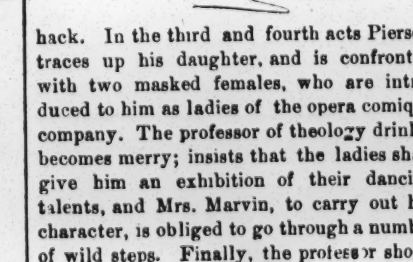 hack. In the third and fourth acts Piers
traces up his daughter, and is confront
with two masked females, who are intr
duced to him as ladies of the opera comiq
company. The professor of theology drinl
becomes merry; insists that the ladies sh
give him an exhibition of their danci
talents, and Mrs. Marvin, to carry out h
character, is obliged to go through a numb
of wild steps. Finally, the professor sho